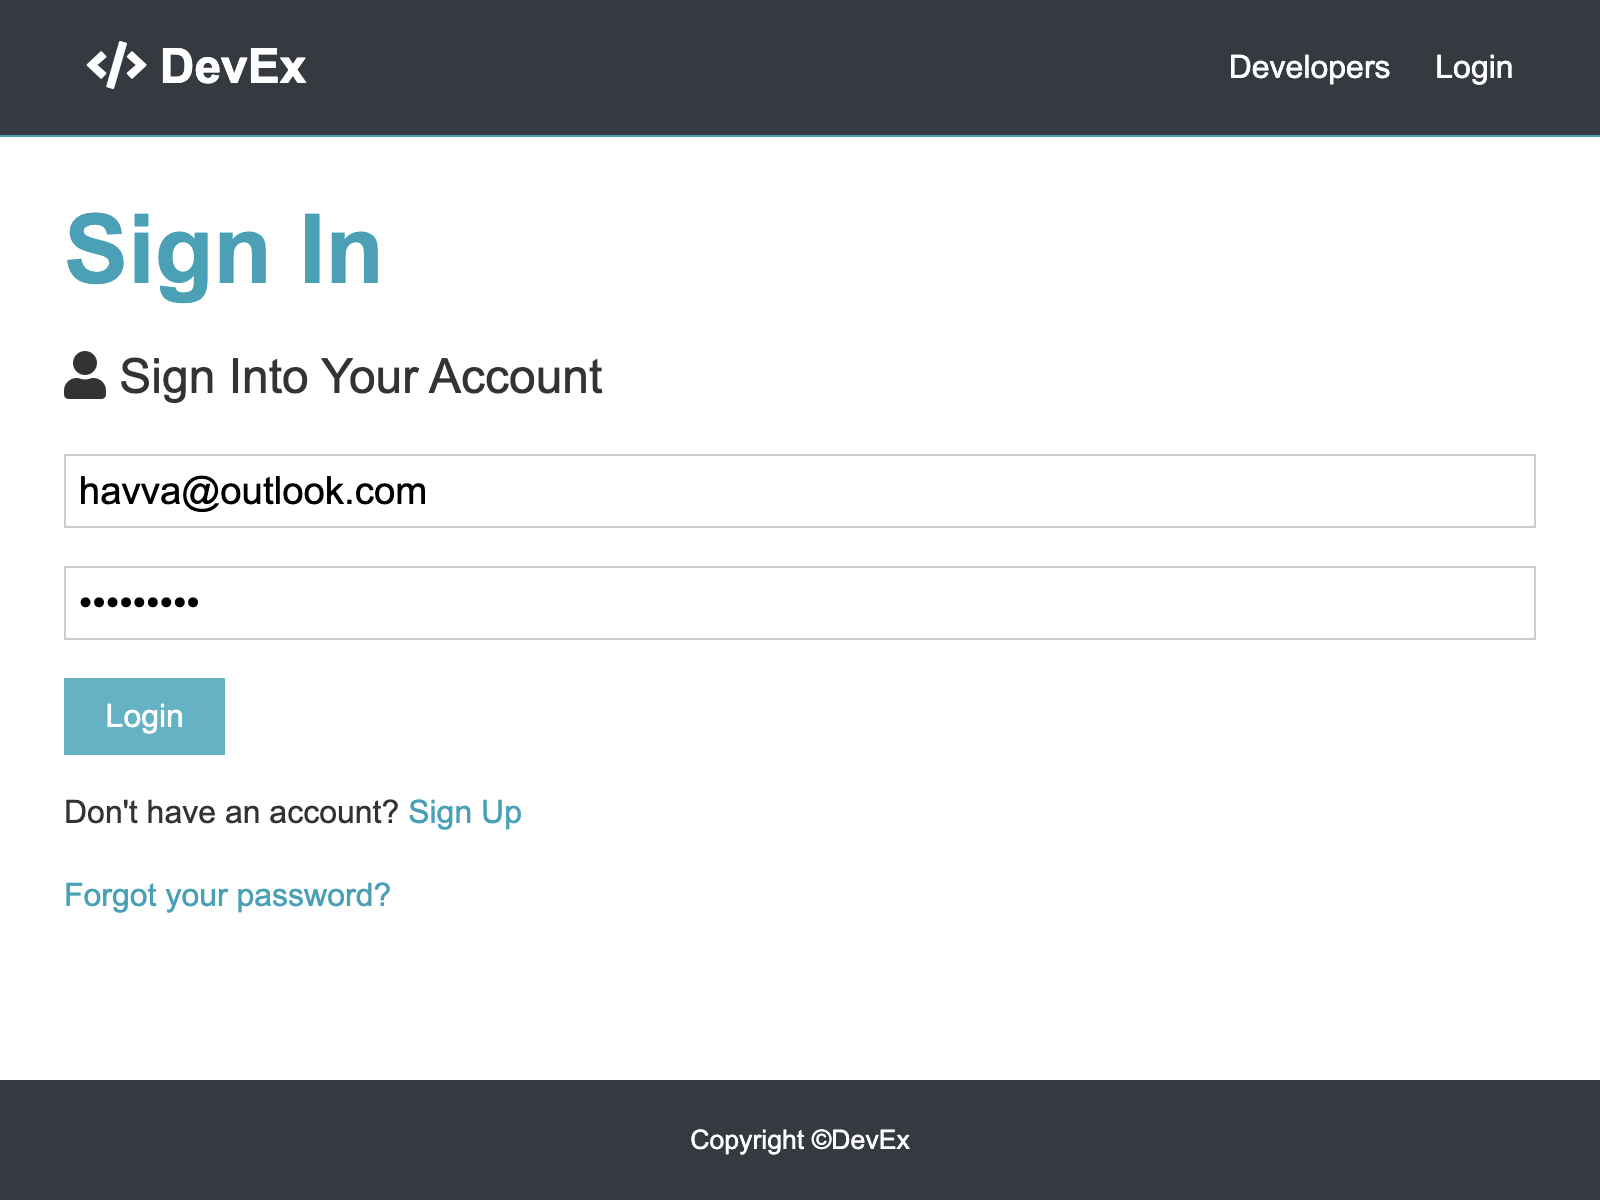 DevEx
Developers
Login
Sign In
Sign Into Your Account
havva@outlook.com
•••••••••
Login
Don't have an account? Sign Up
Forgot your password?
Copyright ©DevEx